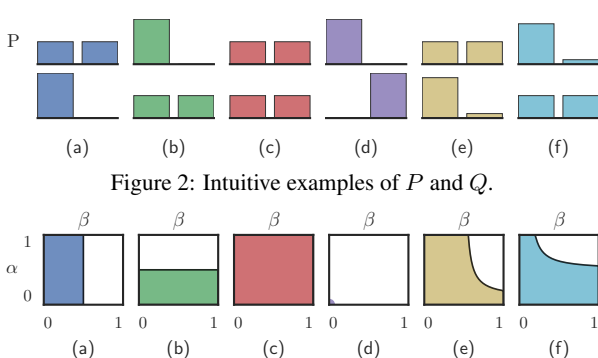 P
(a) (b) (c) (d) (e) (f)
Figure 2: Intuitive examples of P and Q.
β β β β β β
1
α
0
0 1 0 1 0 1 0 1 0 1 0 1
(a) (b) (c) (d) (e) (f)